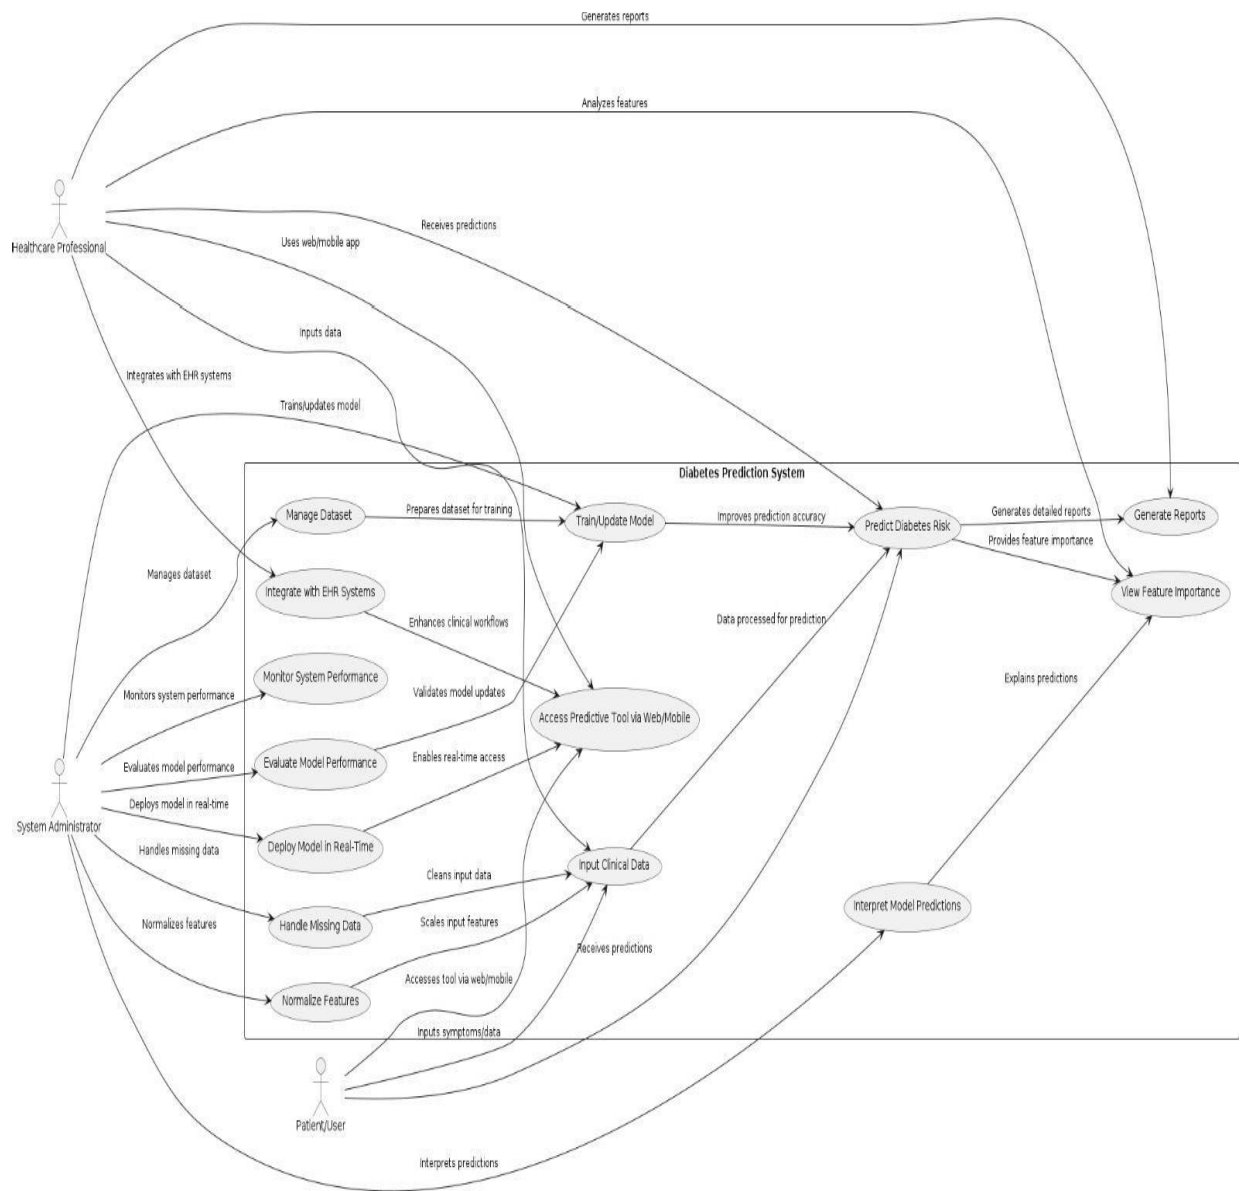 Generates reports
Analyzes features
Receives predictions
Uses web/mobile app
Healthcare Professional
Inputs data
Integrates with EHR systems
Trains/updates model
Diabetes Prediction System
Manage Dataset
Prepares dataset for training
Train/Update Model
Improves prediction accuracy
Predict Diabetes Risk
Generates detailed reports
Generate Reports
Provides feature importance
Manages dataset
Integrate with EHR Systems
View Feature Importance
Enhances clinical workflows
Data processed for prediction
Monitor System Performance
Monitors system performance
Validates model updates
Explains predictions
Access Predictive Tool via Web/Mobile
Evaluates model performance
Evaluate Model Performance
Enables real-time access
Deploys model in real-time
System Administrator
Handles missing data
Deploy Model in Real-Time
Input Clinical Data
Cleans input data
Interpret Model Predictions
Normalizes features
Handle Missing Data
Scales input features
Receives predictions
Accesses tool via web/mobile
Normalize Features
Inputs symptoms/data
Patient/User
Interprets predictions